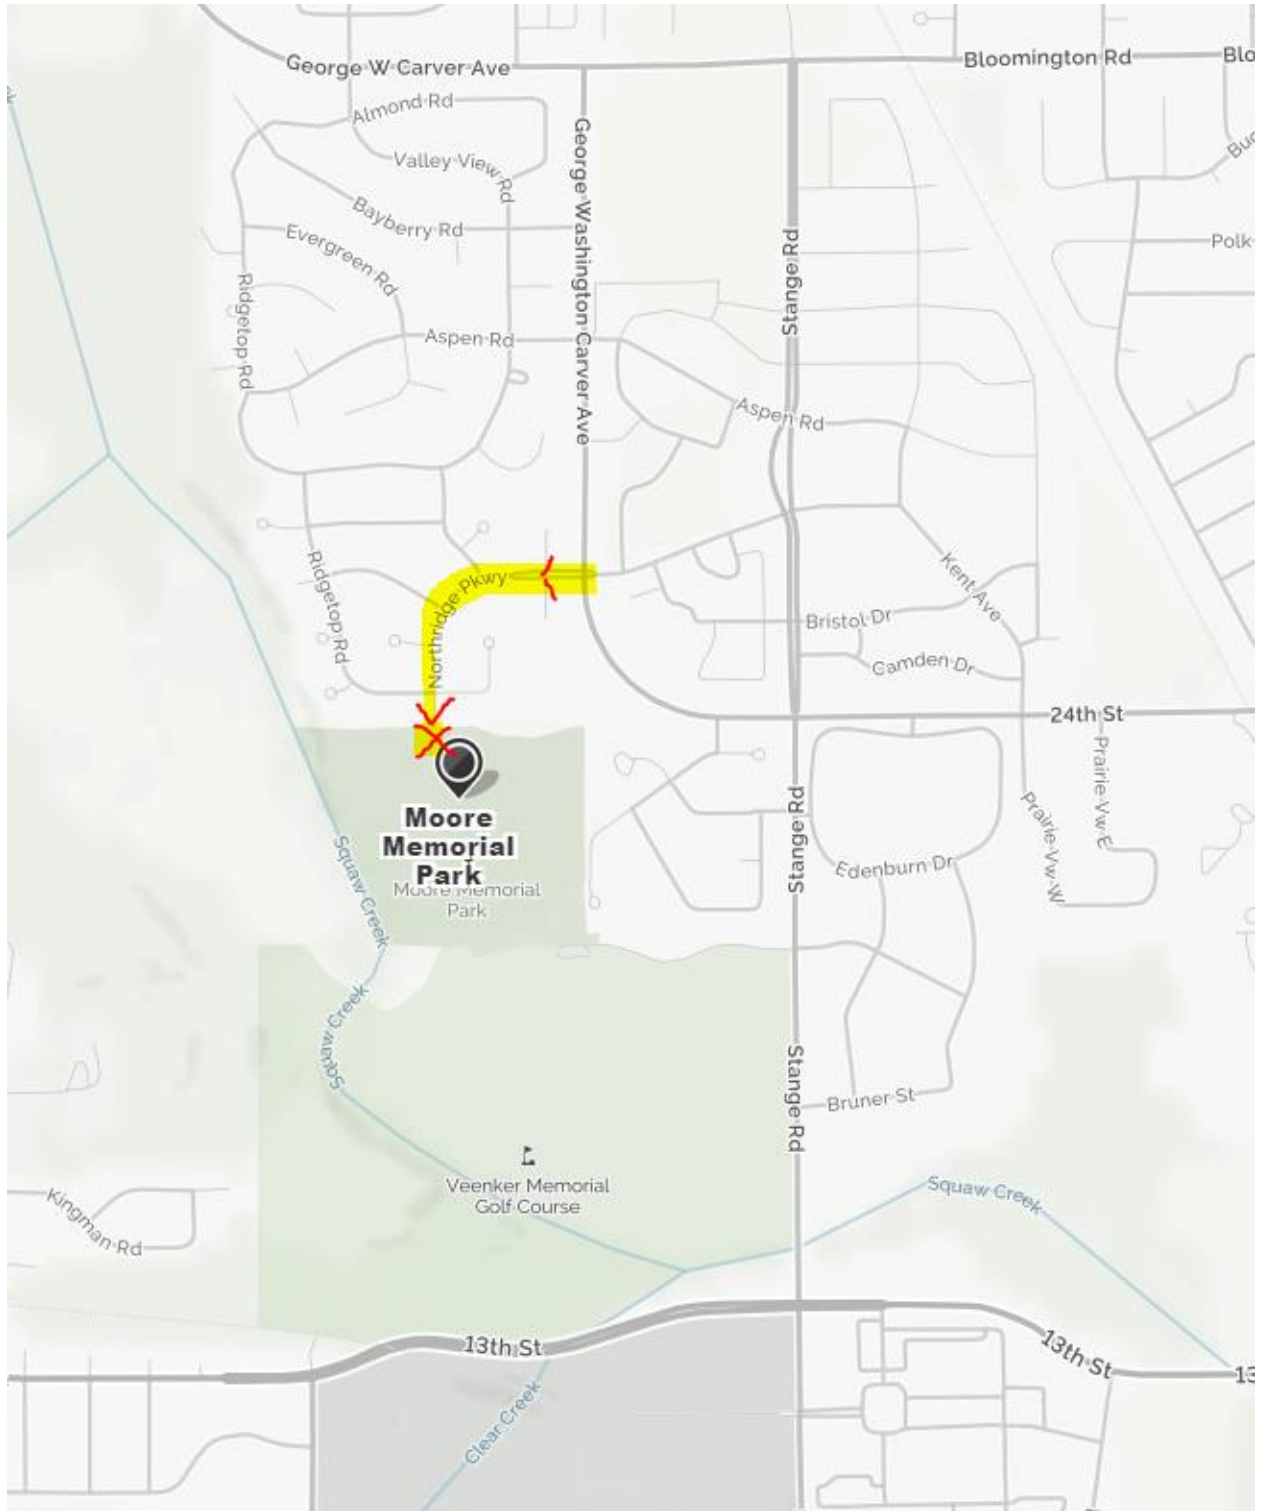 George W Carver Ave
Bloomington Rd
Almond Rd
Valley View Rd
George Washington Carver Ave
Bayberry Rd
Evergreen Rd
Stange Rd
Polk
Ridgetop Rd
Aspen Rd
Aspen Rd
Kent Ave
Ridgetop Rd
Northridge Pkwy
Bristol Dr
Camden Dr
24th St
Prairie Vw E
Prairie Vw W
Stange Rd
Moore
Memorial
Park
Moore Memorial
Park
Squaw Creek
Edenburn Dr
Squaw Creek
Stange Rd
Bruner St
Veenker Memorial
Golf Course
Squaw Creek
Kingman Rd
13th St
13th St
Clear Creek